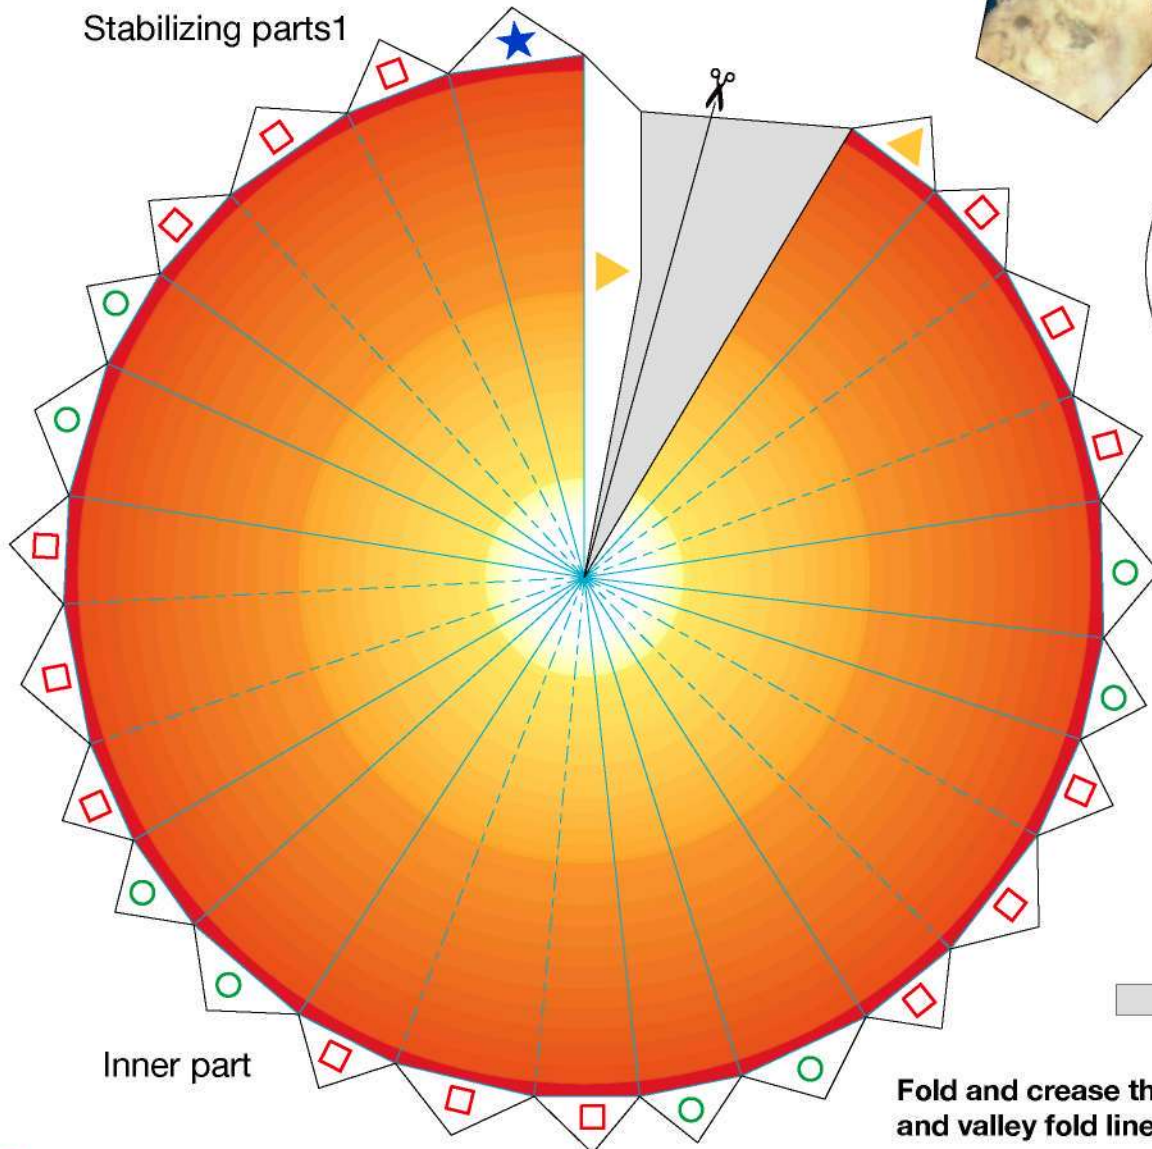 Stabilizing parts1
Inner part
Fold and crease th
and valley fold line